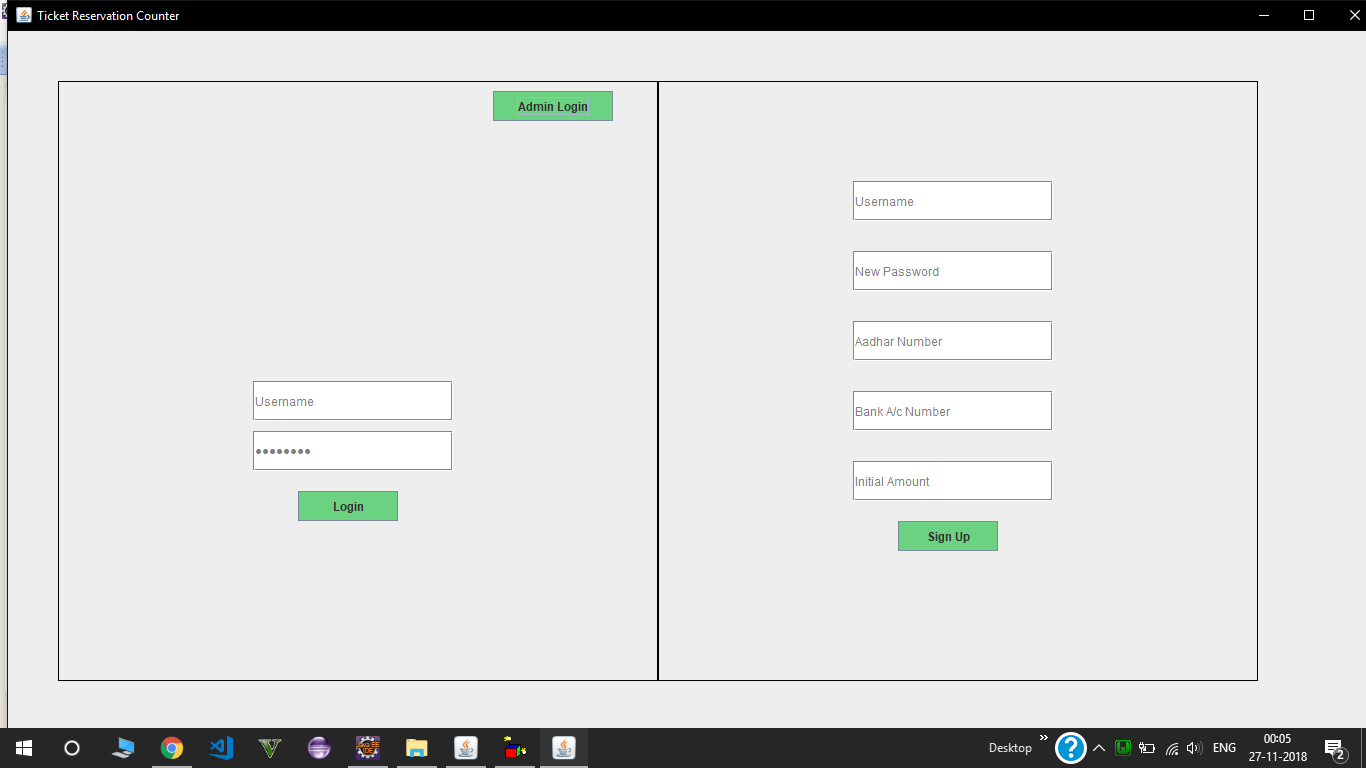 Ticket Reservation Counter
Admin Login
Username
••••••••
Login
Username
New Password
Aadhar Number
Bank A/c Number
Initial Amount
Sign Up
Desktop
ENG
00:05
27-11-2018
2